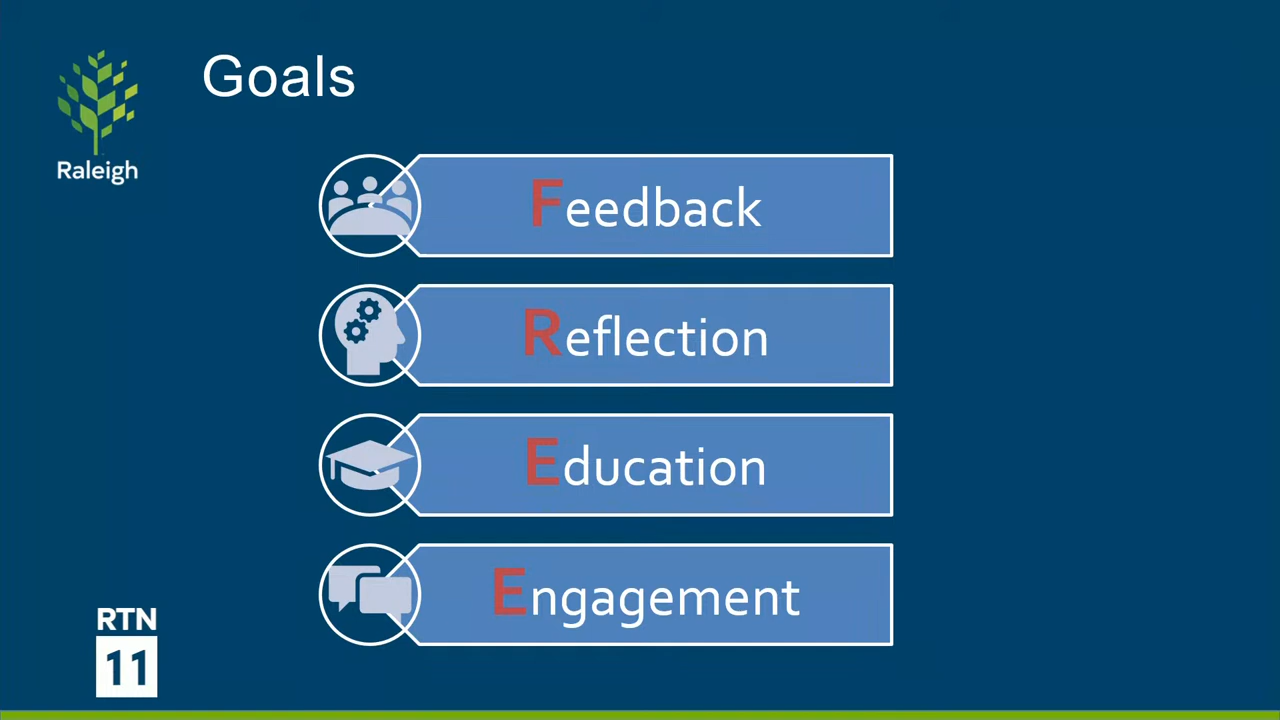 Goals
Raleigh
Feedback
Reflection
Education
Engagement
RTN
11